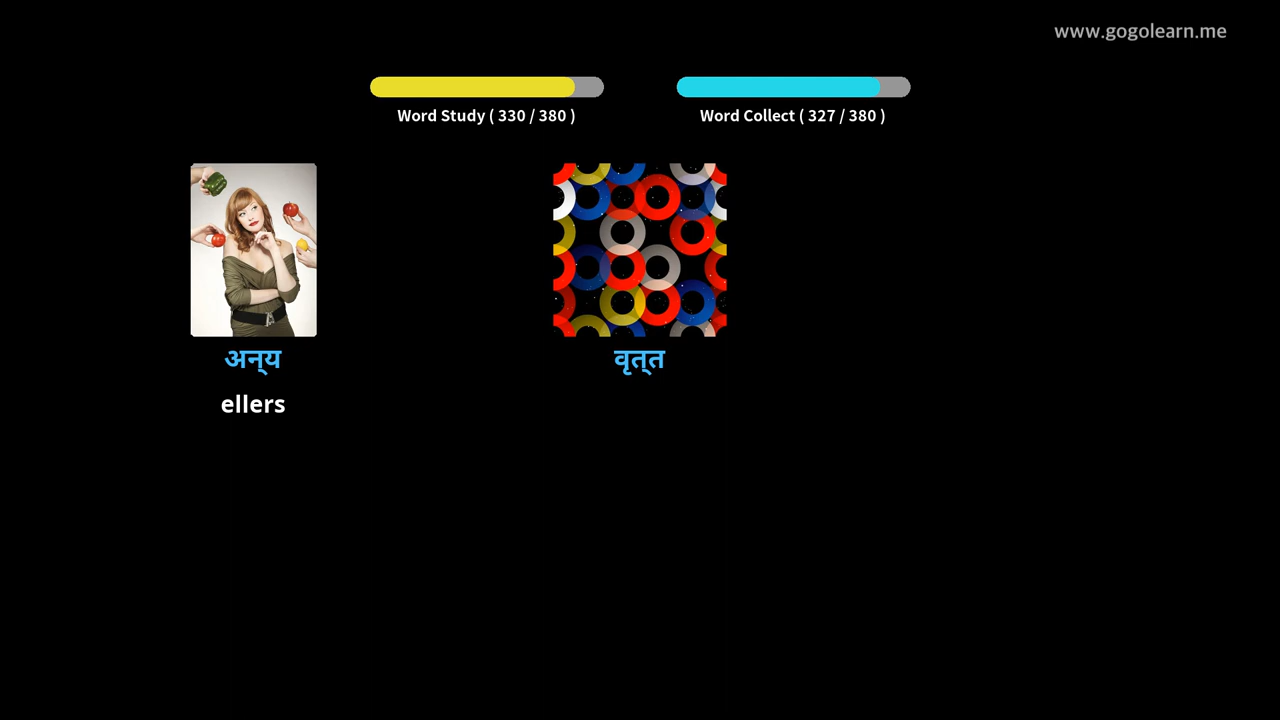 www.gogolearn.me
Word Study ( 330 / 380 )
Word Collect ( 327 / 380 )
अन्‌य
वृत्‌त
ellers